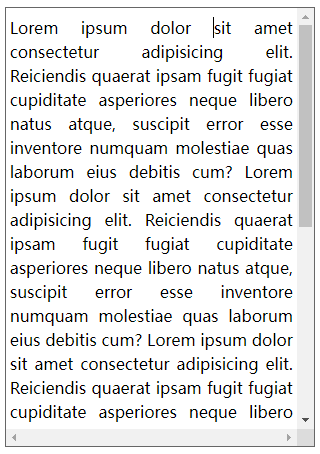 Lorem ipsum dolor sit amet
consectetur adipisicing elit.
Reiciendis quaerat ipsam fugit fugiat
cupiditate asperiores neque libero
natus atque, suscipit error esse
inventore numquam molestiae quas
laborum eius debitis cum? Lorem
ipsum dolor sit amet consectetur
adipisicing elit. Reiciendis quaerat
ipsam fugit fugiat cupiditate
asperiores neque libero natus atque,
suscipit error esse inventore
numquam molestiae quas laborum
eius debitis cum? Lorem ipsum dolor
sit amet consectetur adipisicing elit.
Reiciendis quaerat ipsam fugit fugiat
cupiditate asperiores neque libero